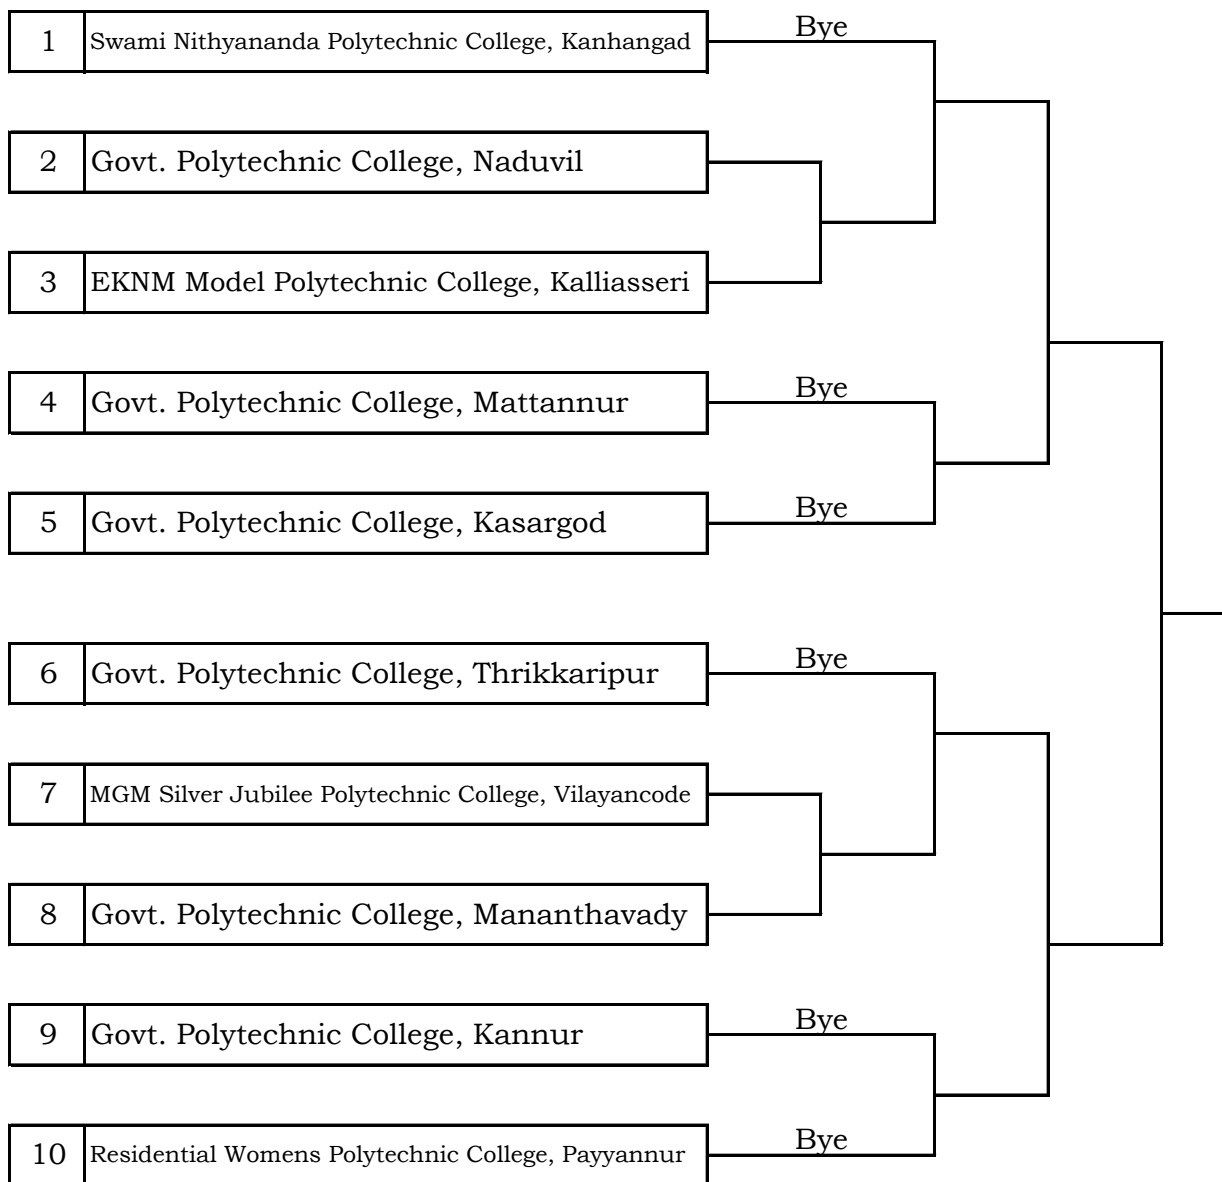 1 Swami Nithyananda Polytechnic College, Kanhangad Bye
2 Govt. Polytechnic College, Naduvil
3 EKNM Model Polytechnic College, Kalliasseri
4 Govt. Polytechnic College, Mattannur Bye
5 Govt. Polytechnic College, Kasargod Bye
6 Govt. Polytechnic College, Thrikkaripur Bye
7 MGM Silver Jubilee Polytechnic College, Vilayancode
8 Govt. Polytechnic College, Mananthavady
9 Govt. Polytechnic College, Kannur Bye
10 Residential Womens Polytechnic College, Payyannur Bye